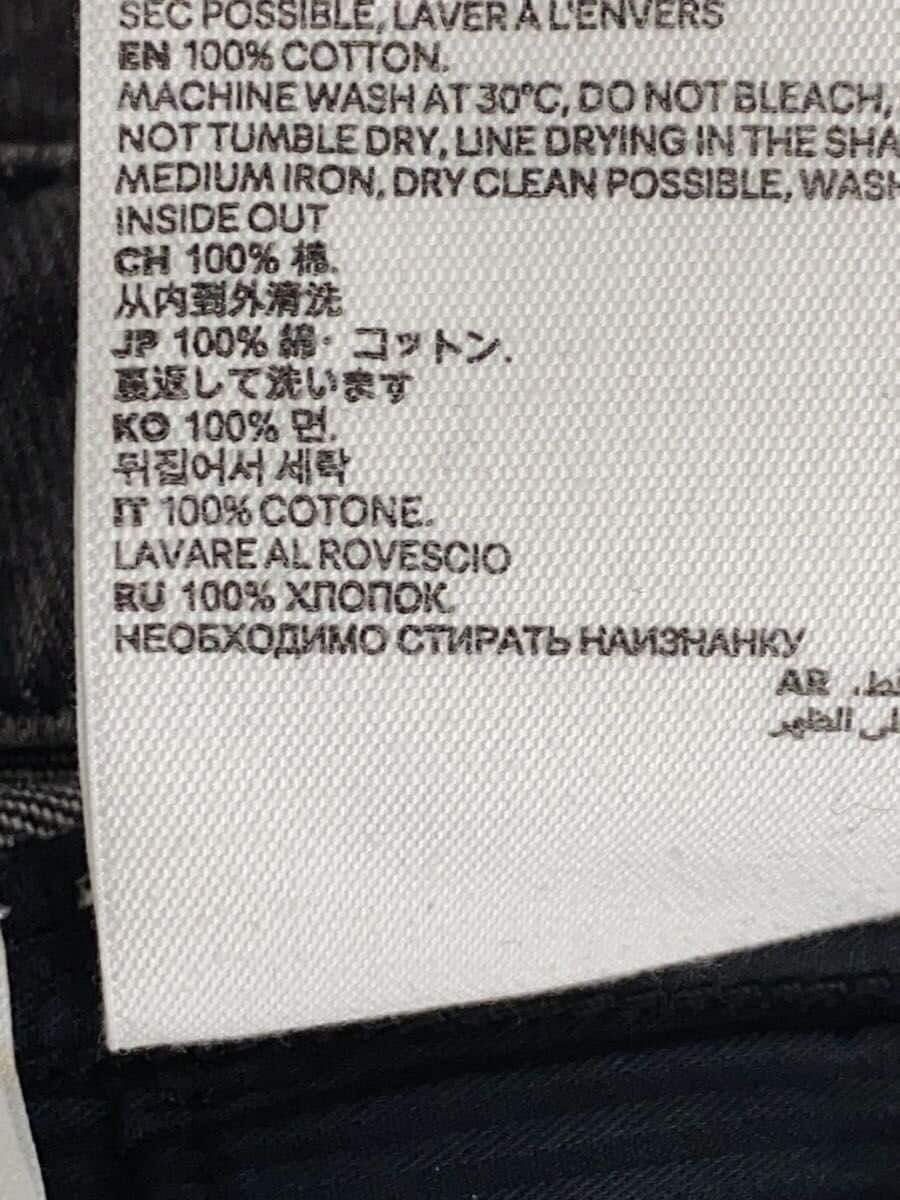 SEC POSSIBLE, LAVER À L'ENVERS
EN 100% COTTON.
MACHINE WASH AT 30°C, DO NOT BLEACH,
NOT TUMBLE DRY, LINE DRYING IN THE SHA
MEDIUM IRON, DRY CLEAN POSSIBLE, WASH
INSIDE OUT
CH 100% 棉.
从内到外清洗
JP 100% 綿・コットン.
裏返して洗います
KO 100% 면.
뒤집어서 세탁
IT 100% COTONE.
LAVARE AL ROVESCIO
RU 100% ХЛОПОК.
НЕОБХОДИМО СТИРАТЬ НАИЗНАНКУ
AR
الظهر